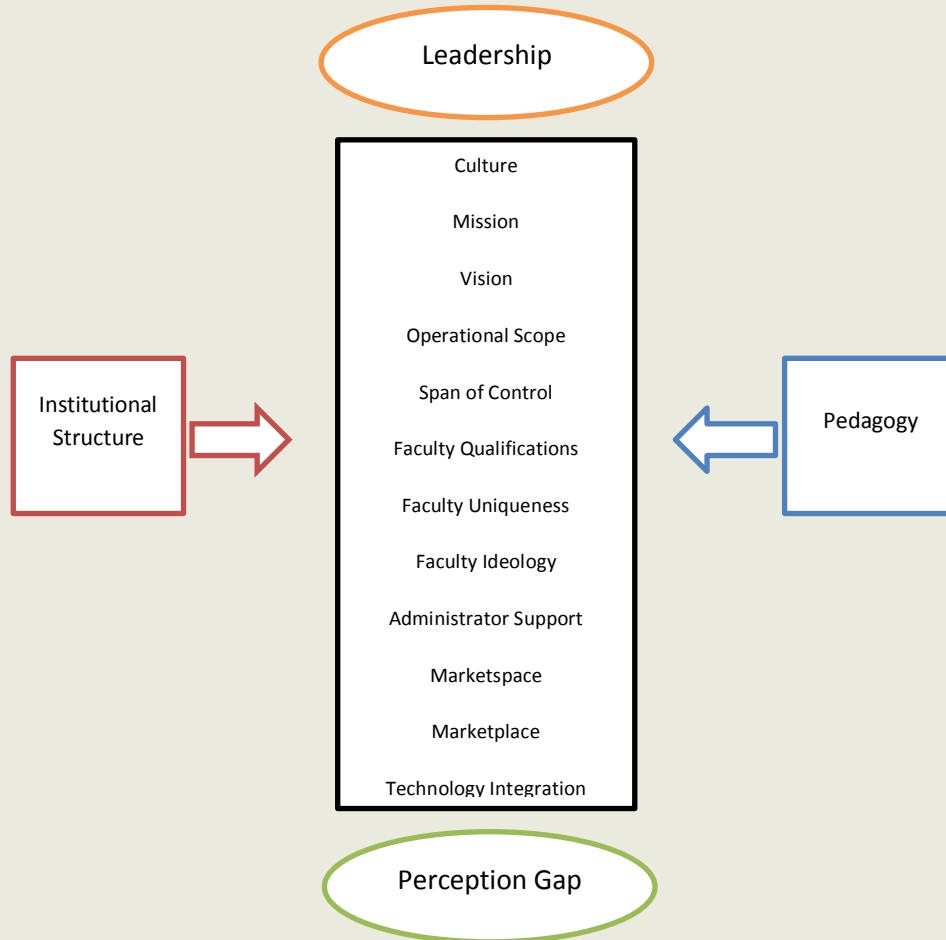 Leadership
Culture
Mission
Vision
Operational Scope
Span of Control
Faculty Qualifications
Faculty Uniqueness
Faculty Ideology
Administrator Support
Marketspace
Marketplace
Technology Integration
Institutional
Structure
Pedagogy
Perception Gap